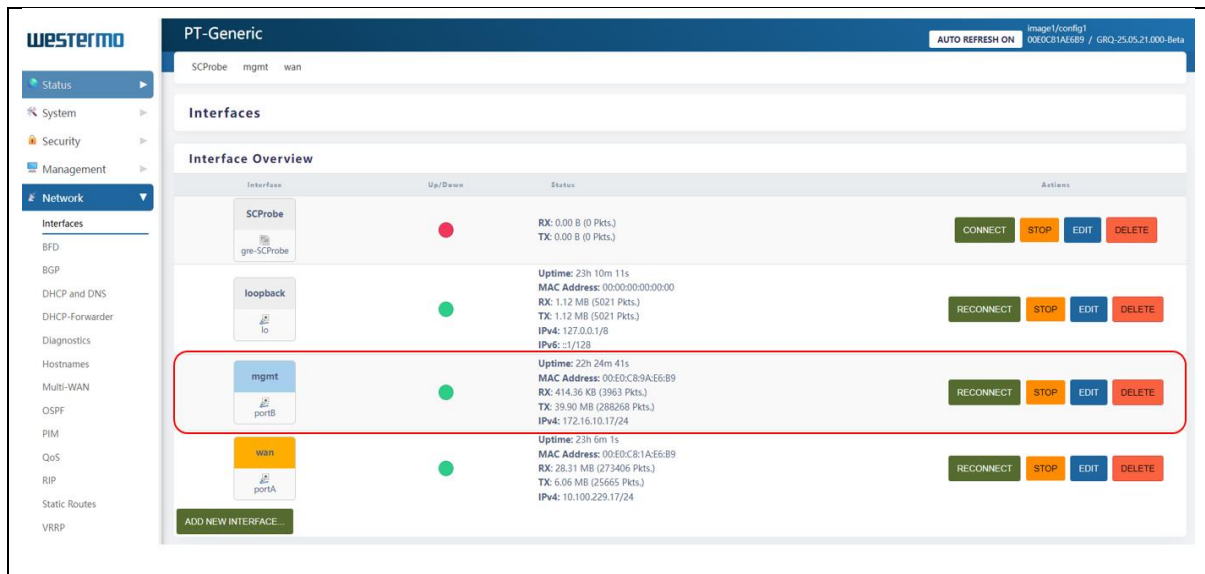 westermo
PT-Generic
AUTO REFRESH ON
image1/config1
00E0C81AE6B9 / GRQ-25.05.21.000-Beta
SCProbe mgmt wan
Status
System
Security
Management
Network
Interfaces
BFD
BGP
DHCP and DNS
DHCP-Forwarder
Diagnostics
Hostnames
Multi-WAN
OSPF
PIM
QoS
RIP
Static Routes
VRRP
Interfaces
Interface Overview
Interface Up/Down Status Actions
SCProbe
gre-SCProbe
RX: 0.00 B (0 Pkts.)
TX: 0.00 B (0 Pkts.)
CONNECT STOP EDIT DELETE
loopback
lo
Uptime: 23h 10m 11s
MAC Address: 00:00:00:00:00:00
RX: 1.12 MB (5021 Pkts.)
TX: 1.12 MB (5021 Pkts.)
IPv4: 127.0.0.1/8
IPv6: ::1/128
RECONNECT STOP EDIT DELETE
mgmt
portB
Uptime: 22h 24m 41s
MAC Address: 00:E0:C8:9A:E6:B9
RX: 414.36 KB (3963 Pkts.)
TX: 39.90 MB (288268 Pkts.)
IPv4: 172.16.10.17/24
RECONNECT STOP EDIT DELETE
wan
portA
Uptime: 23h 6m 1s
MAC Address: 00:E0:C8:1A:E6:B9
RX: 28.31 MB (273406 Pkts.)
TX: 6.06 MB (25665 Pkts.)
IPv4: 10.100.229.17/24
RECONNECT STOP EDIT DELETE
ADD NEW INTERFACE...